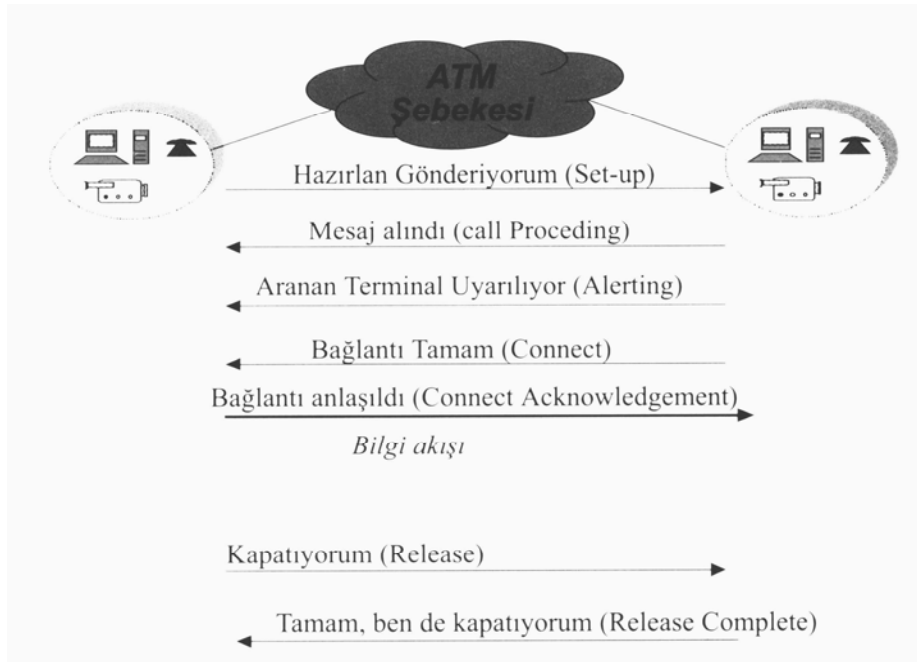 ATM
Şebekesi
Hazırlan Gönderiyorum (Set-up)
Mesaj alındı (call Proceding)
Aranan Terminal Uyarılıyor (Alerting)
Bağlantı Tamam (Connect)
Bağlantı anlaşıldı (Connect Acknowledgement)
Bilgi akışı
Kapatıyorum (Release)
Tamam, ben de kapatıyorum (Release Complete)